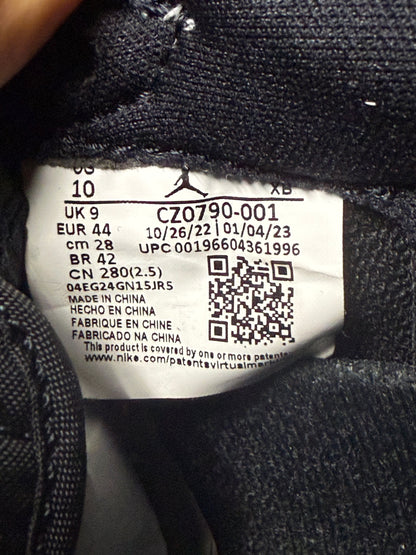 10 XB
UK 9 CZ0790-001
EUR 44 10/26/22 | 01/04/23
cm 28 UPC 00196604361996
BR 42
CN 280(2.5)
04EG24GN15JR5
MADE IN CHINA
HECHO EN CHINA
FABRIQUE EN CHINE
FABRICADO NA CHINA
This product is covered by one or more patents
www.nike.com/patentsvirtualmark